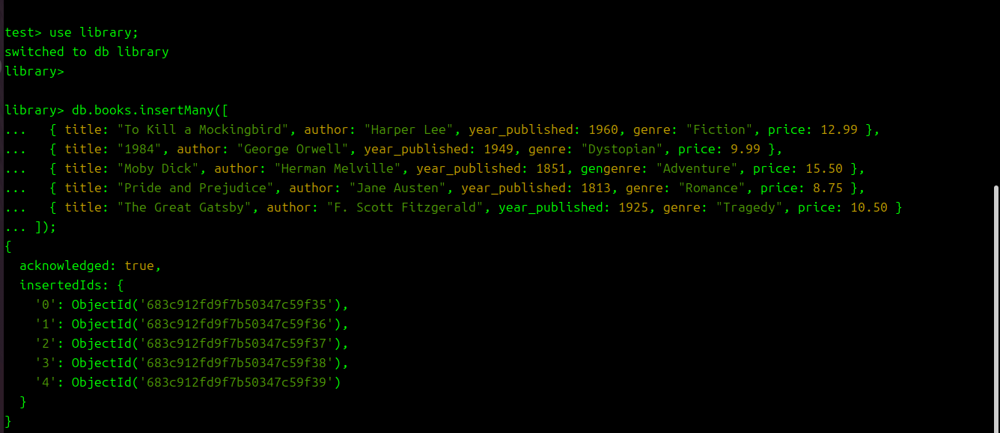 test> use library;
switched to db library
library>
library> db.books.insertMany([
...   { title: "To Kill a Mockingbird", author: "Harper Lee", year_published: 1960, genre: "Fiction", price: 12.99 },
...   { title: "1984", author: "George Orwell", year_published: 1949, genre: "Dystopian", price: 9.99 },
...   { title: "Moby Dick", author: "Herman Melville", year_published: 1851, gengenre: "Adventure", price: 15.50 },
...   { title: "Pride and Prejudice", author: "Jane Austen", year_published: 1813, genre: "Romance", price: 8.75 },
...   { title: "The Great Gatsby", author: "F. Scott Fitzgerald", year_published: 1925, genre: "Tragedy", price: 10.50 }
... ]);
{
  acknowledged: true,
  insertedIds: {
    '0': ObjectId('683c912fd9f7b50347c59f35'),
    '1': ObjectId('683c912fd9f7b50347c59f36'),
    '2': ObjectId('683c912fd9f7b50347c59f37'),
    '3': ObjectId('683c912fd9f7b50347c59f38'),
    '4': ObjectId('683c912fd9f7b50347c59f39')
  }
}